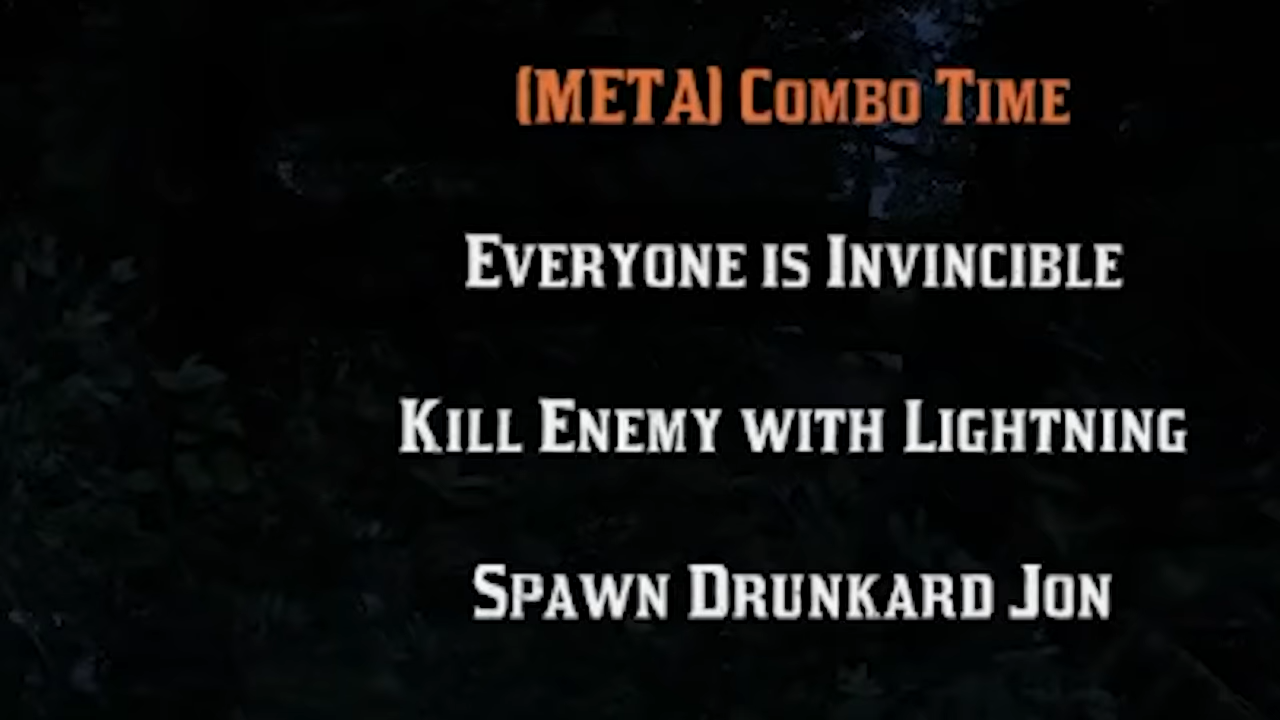 (META) Combo Time
Everyone is Invincible
Kill Enemy with Lightning
Spawn Drunkard Jon